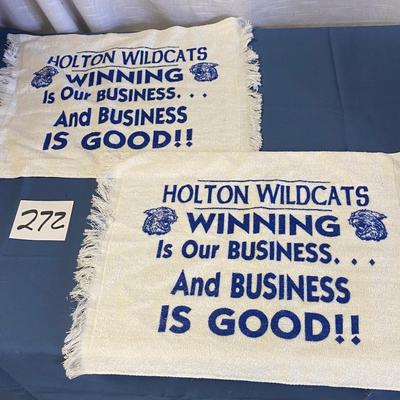 HOLTON WILDCATS
WINNING
Is Our BUSINESS...
And BUSINESS
IS GOOD!!
272
HOLTON WILDCATS
WINNING
Is Our BUSINESS...
And BUSINESS
IS GOOD!!